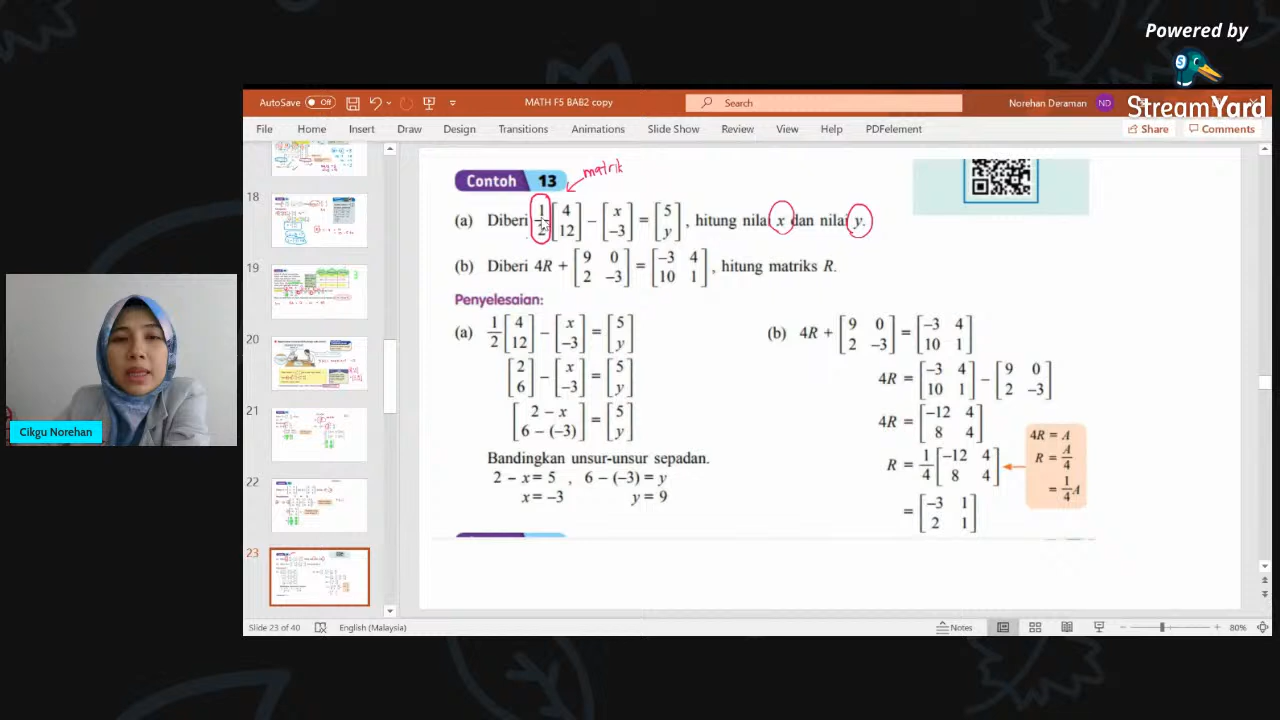 Powered by
StreamYard
AutoSave Off
MATH F5 BAB2 copy
Search
Norehan Deraman ND
File Home Insert Draw Design Transitions Animations Slide Show Review View Help PDFelement
Share Comments
18
19
20
21
22
23
Cikgu Norehan
matrik
Contoh 13
(a) Diberi 1/2 [4; 12] − [x; −3] = [5; y], hitung nilai x dan nilai y.
(b) Diberi 4R + [9 0; 2 −3] = [−3 4; 10 1], hitung matriks R.
Penyelesaian:
(a) 1/2 [4; 12] − [x; −3] = [5; y]
[2; 6] − [x; −3] = [5; y]
[2 − x; 6 − (−3)] = [5; y]
Bandingkan unsur-unsur sepadan.
2 − x = 5 , 6 − (−3) = y
x = −3 y = 9
(b) 4R + [9 0; 2 −3] = [−3 4; 10 1]
4R = [−3 4; 10 1] − [9 0; 2 −3]
4R = [−12 4; 8 4]
R = 1/4 [−12 4; 8 4]
= [−3 1; 2 1]
4R = A
R = A/4
= 1/4 A
Slide 23 of 40 English (Malaysia)
Notes
80%